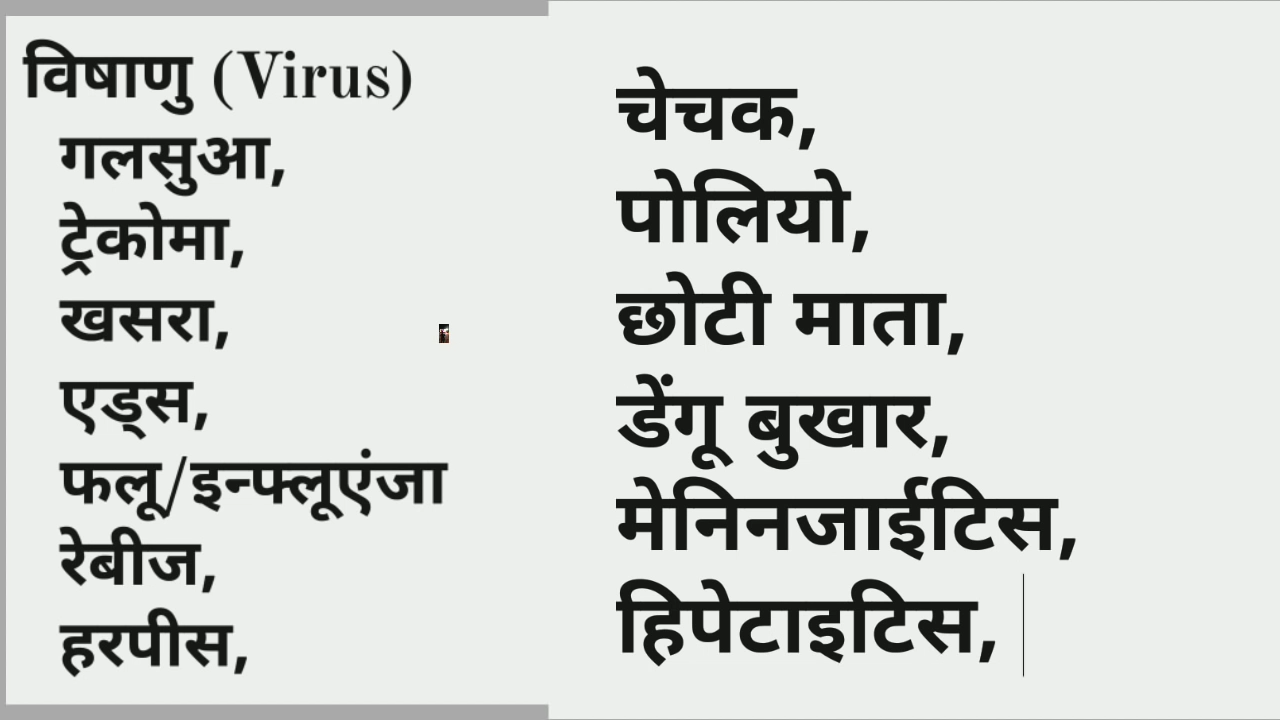 विषाणु (Virus)
गलसुआ,
ट्रेकोमा,
खसरा,
एड्स,
फलू/इन्फ्लूएंजा
रेबीज,
हरपीस,
चेचक,
पोलियो,
छोटी माता,
डेंगू बुखार,
मेनिनजाईटिस,
हिपेटाइटिस,